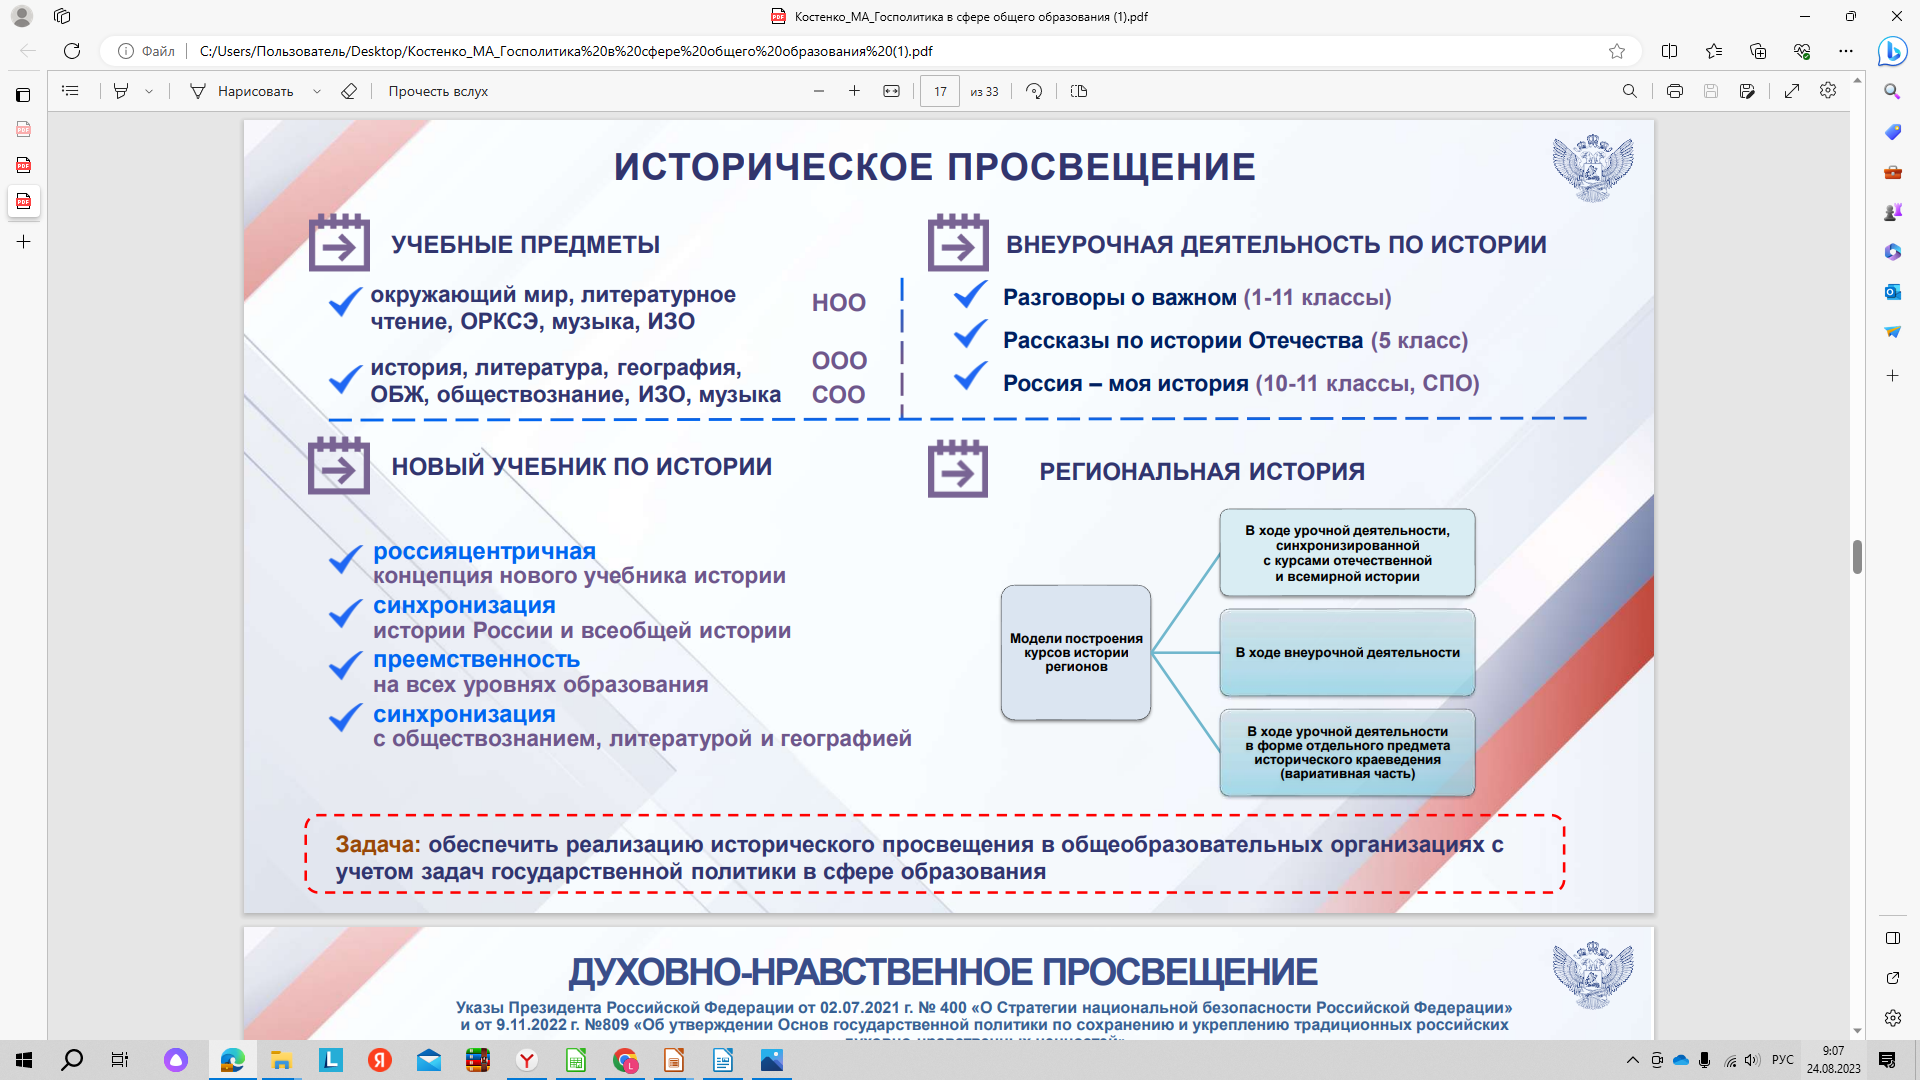 Костенко_МА_Госполитика в сфере общего образования (1).pdf
Файл
C:/Users/Пользователь/Desktop/Костенко_МА_Госполитика%20в%20сфере%20общего%20образования%20(1).pdf
Нарисовать
Прочесть вслух
17
из 33
ИСТОРИЧЕСКОЕ ПРОСВЕЩЕНИЕ
УЧЕБНЫЕ ПРЕДМЕТЫ
окружающий мир, литературное
чтение, ОРКСЭ, музыка, ИЗО
НОО
история, литература, география,
ОБЖ, обществознание, ИЗО, музыка
ООО
СОО
ВНЕУРОЧНАЯ ДЕЯТЕЛЬНОСТЬ ПО ИСТОРИИ
Разговоры о важном (1-11 классы)
Рассказы по истории Отечества (5 класс)
Россия – моя история (10-11 классы, СПО)
НОВЫЙ УЧЕБНИК ПО ИСТОРИИ
россияцентричная
концепция нового учебника истории
синхронизация
истории России и всеобщей истории
преемственность
на всех уровнях образования
синхронизация
с обществознанием, литературой и географией
РЕГИОНАЛЬНАЯ ИСТОРИЯ
Модели построения
курсов истории
регионов
В ходе урочной деятельности,
синхронизированной
с курсами отечественной
и всемирной истории
В ходе внеурочной деятельности
В ходе урочной деятельности
в форме отдельного предмета
исторического краеведения
(вариативная часть)
Задача: обеспечить реализацию исторического просвещения в общеобразовательных организациях с
учетом задач государственной политики в сфере образования
ДУХОВНО-НРАВСТВЕННОЕ ПРОСВЕЩЕНИЕ
Указы Президента Российской Федерации от 02.07.2021 г. № 400 «О Стратегии национальной безопасности Российской Федерации»
и от 9.11.2022 г. №809 «Об утверждении Основ государственной политики по сохранению и укреплению традиционных российских
РУС
9:07
24.08.2023